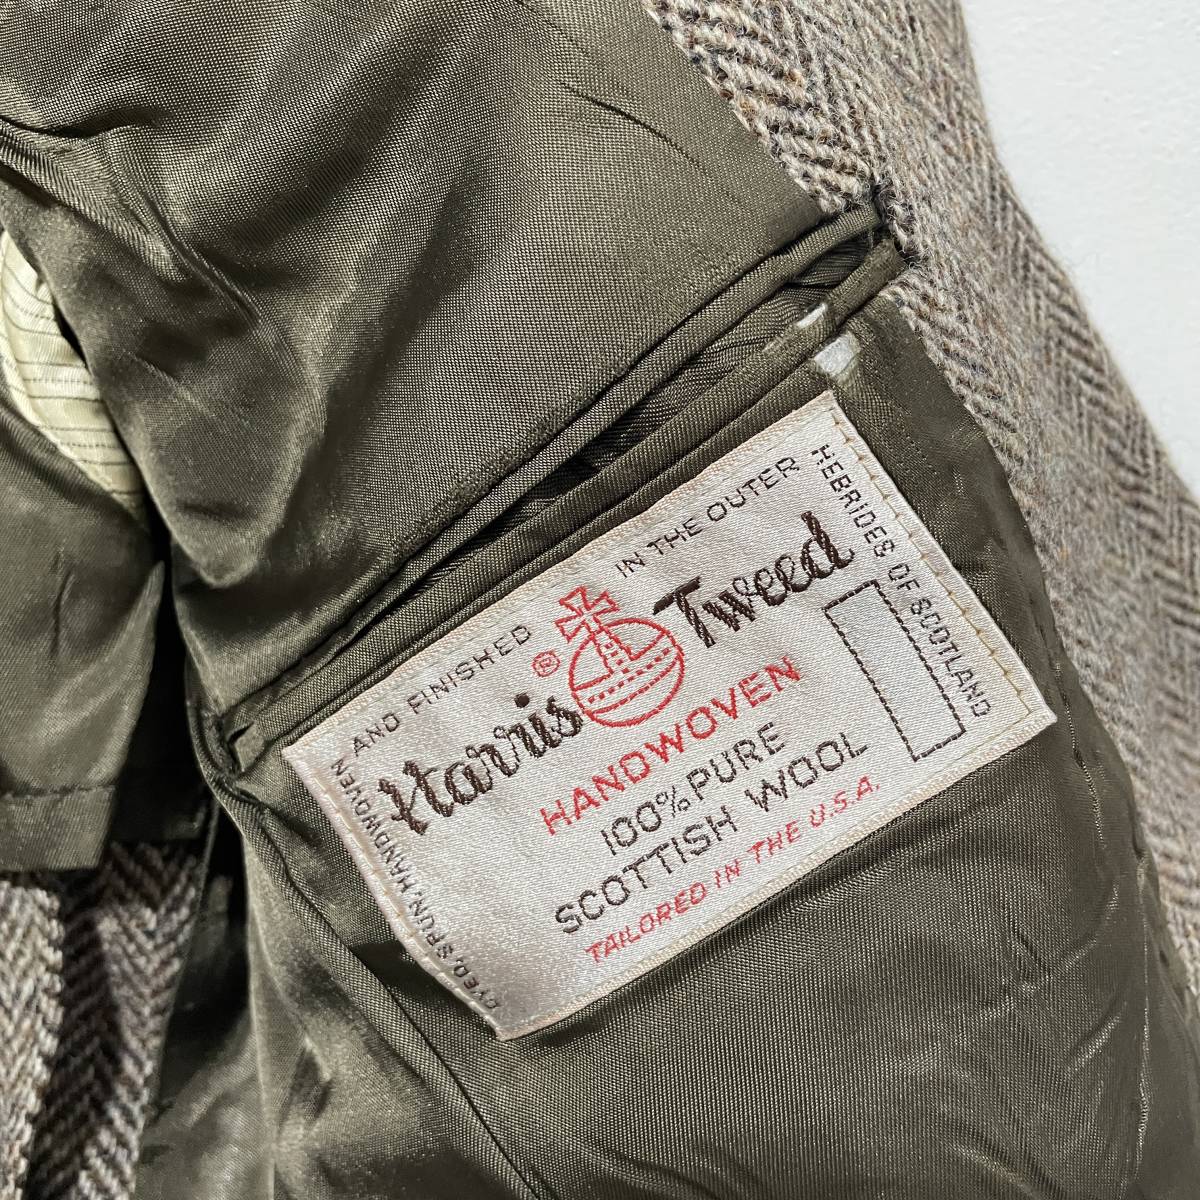 DYED, SPUN, HANDWOVEN
AND FINISHED
IN THE OUTER
HEBRIDES OF SCOTLAND
Harris ® Tweed
HANDWOVEN
100% PURE
SCOTTISH WOOL
TAILORED IN THE U.S.A.